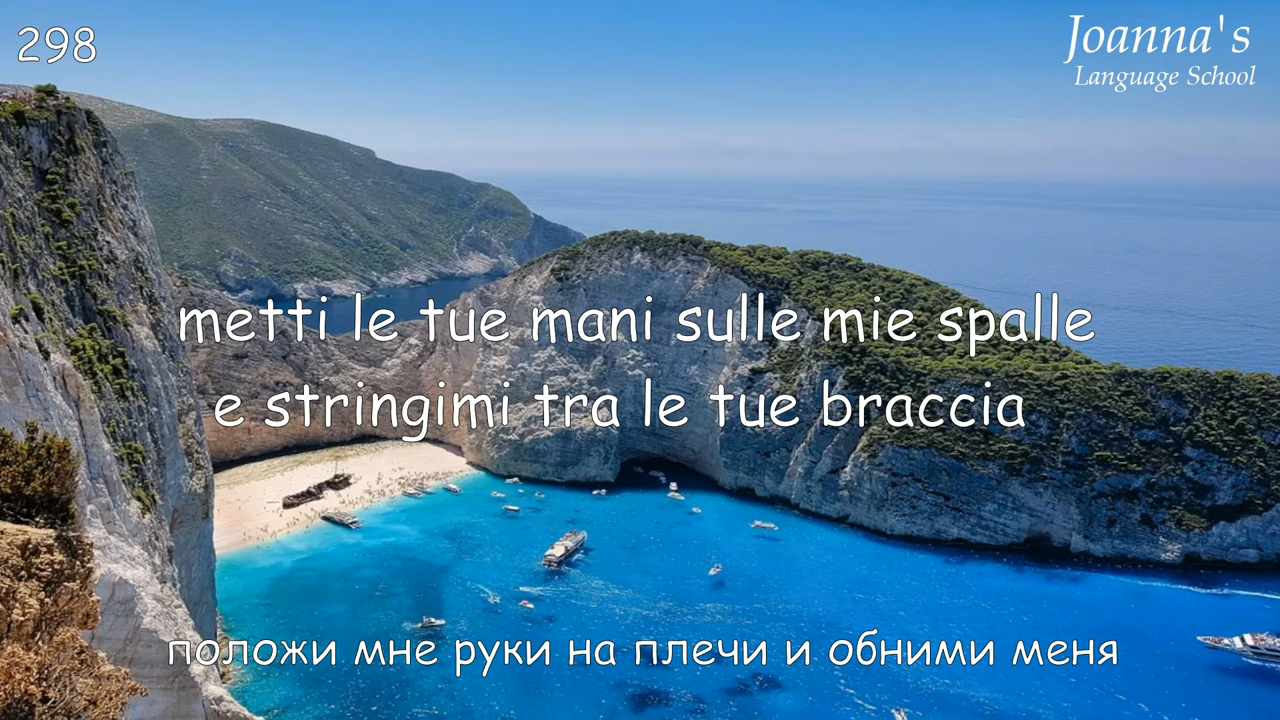 298
Joanna's
Language School
metti le tue mani sulle mie spalle
e stringimi tra le tue braccia
положи мне руки на плечи и обними меня